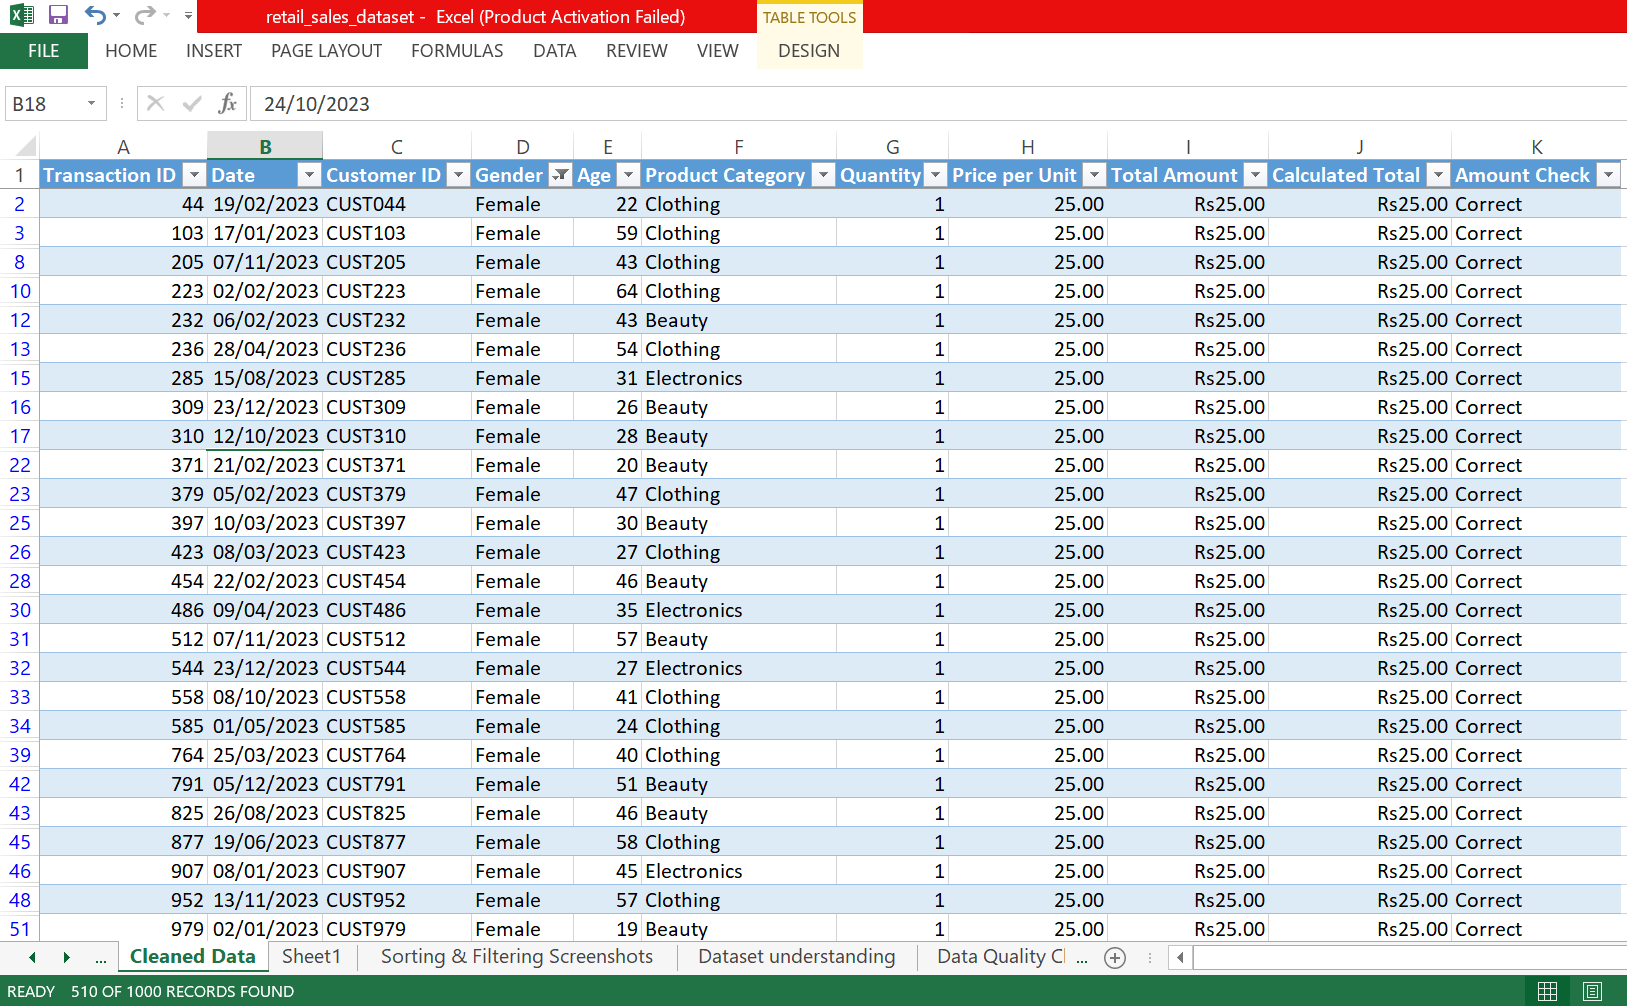 retail_sales_dataset - Excel (Product Activation Failed) TABLE TOOLS
FILE HOME INSERT PAGE LAYOUT FORMULAS DATA REVIEW VIEW DESIGN
B18 fx 24/10/2023
A B C D E F G H I J K
1 Transaction ID Date Customer ID Gender Age Product Category Quantity Price per Unit Total Amount Calculated Total Amount Check
2 44 19/02/2023 CUST044 Female 22 Clothing 1 25.00 Rs25.00 Rs25.00 Correct
3 103 17/01/2023 CUST103 Female 59 Clothing 1 25.00 Rs25.00 Rs25.00 Correct
8 205 07/11/2023 CUST205 Female 43 Clothing 1 25.00 Rs25.00 Rs25.00 Correct
10 223 02/02/2023 CUST223 Female 64 Clothing 1 25.00 Rs25.00 Rs25.00 Correct
12 232 06/02/2023 CUST232 Female 43 Beauty 1 25.00 Rs25.00 Rs25.00 Correct
13 236 28/04/2023 CUST236 Female 54 Clothing 1 25.00 Rs25.00 Rs25.00 Correct
15 285 15/08/2023 CUST285 Female 31 Electronics 1 25.00 Rs25.00 Rs25.00 Correct
16 309 23/12/2023 CUST309 Female 26 Beauty 1 25.00 Rs25.00 Rs25.00 Correct
17 310 12/10/2023 CUST310 Female 28 Beauty 1 25.00 Rs25.00 Rs25.00 Correct
22 371 21/02/2023 CUST371 Female 20 Beauty 1 25.00 Rs25.00 Rs25.00 Correct
23 379 05/02/2023 CUST379 Female 47 Clothing 1 25.00 Rs25.00 Rs25.00 Correct
25 397 10/03/2023 CUST397 Female 30 Beauty 1 25.00 Rs25.00 Rs25.00 Correct
26 423 08/03/2023 CUST423 Female 27 Clothing 1 25.00 Rs25.00 Rs25.00 Correct
28 454 22/02/2023 CUST454 Female 46 Beauty 1 25.00 Rs25.00 Rs25.00 Correct
30 486 09/04/2023 CUST486 Female 35 Electronics 1 25.00 Rs25.00 Rs25.00 Correct
31 512 07/11/2023 CUST512 Female 57 Beauty 1 25.00 Rs25.00 Rs25.00 Correct
32 544 23/12/2023 CUST544 Female 27 Electronics 1 25.00 Rs25.00 Rs25.00 Correct
33 558 08/10/2023 CUST558 Female 41 Clothing 1 25.00 Rs25.00 Rs25.00 Correct
34 585 01/05/2023 CUST585 Female 24 Clothing 1 25.00 Rs25.00 Rs25.00 Correct
39 764 25/03/2023 CUST764 Female 40 Clothing 1 25.00 Rs25.00 Rs25.00 Correct
42 791 05/12/2023 CUST791 Female 51 Beauty 1 25.00 Rs25.00 Rs25.00 Correct
43 825 26/08/2023 CUST825 Female 46 Beauty 1 25.00 Rs25.00 Rs25.00 Correct
45 877 19/06/2023 CUST877 Female 58 Clothing 1 25.00 Rs25.00 Rs25.00 Correct
46 907 08/01/2023 CUST907 Female 45 Electronics 1 25.00 Rs25.00 Rs25.00 Correct
48 952 13/11/2023 CUST952 Female 57 Clothing 1 25.00 Rs25.00 Rs25.00 Correct
51 979 02/01/2023 CUST979 Female 19 Beauty 1 25.00 Rs25.00 Rs25.00 Correct
... Cleaned Data Sheet1 Sorting & Filtering Screenshots Dataset understanding Data Quality ...
READY 510 OF 1000 RECORDS FOUND